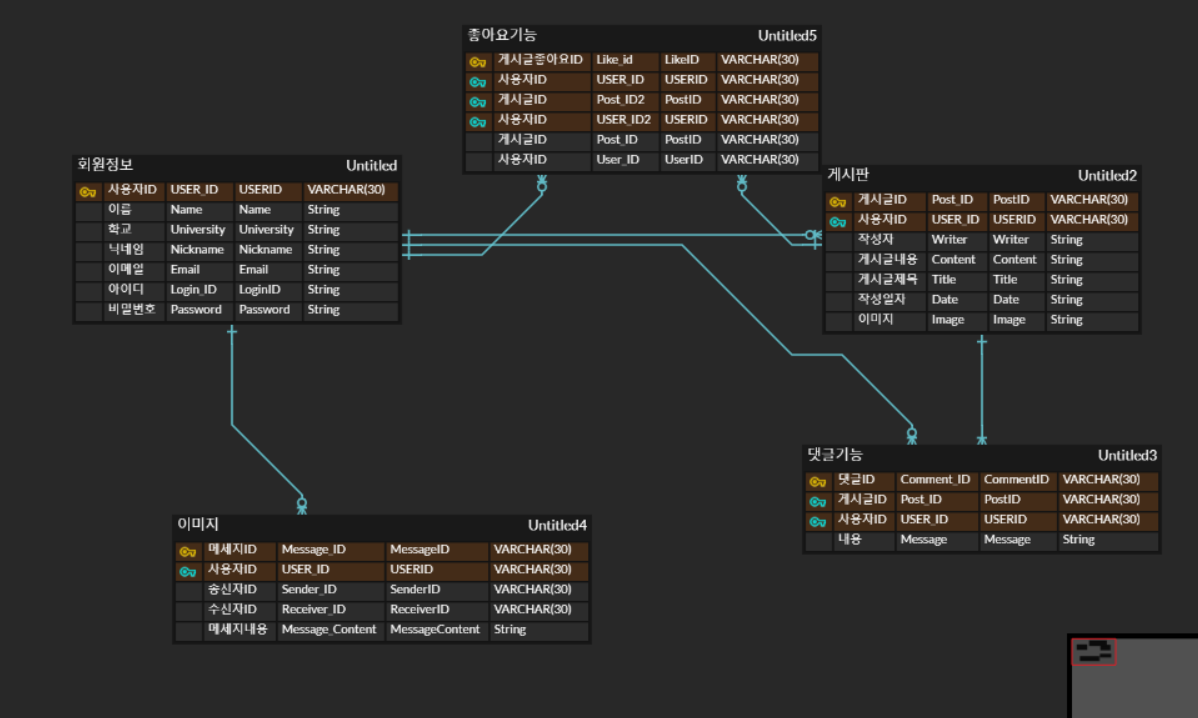 좋아요기능 Untitled5
게시글좋아요ID Like_id LikeID VARCHAR(30)
사용자ID USER_ID USERID VARCHAR(30)
게시글ID Post_ID2 PostID VARCHAR(30)
사용자ID USER_ID2 USERID VARCHAR(30)
게시글ID Post_ID PostID VARCHAR(30)
사용자ID User_ID UserID VARCHAR(30)
회원정보 Untitled
사용자ID USER_ID USERID VARCHAR(30)
이름 Name Name String
학교 University University String
닉네임 Nickname Nickname String
이메일 Email Email String
아이디 Login_ID LoginID String
비밀번호 Password Password String
게시판 Untitled2
게시글ID Post_ID PostID VARCHAR(30)
사용자ID USER_ID USERID VARCHAR(30)
작성자 Writer Writer String
게시글내용 Content Content String
게시글제목 Title Title String
작성일자 Date Date String
이미지 Image Image String
댓글기능 Untitled3
댓글ID Comment_ID CommentID VARCHAR(30)
게시글ID Post_ID PostID VARCHAR(30)
사용자ID USER_ID USERID VARCHAR(30)
내용 Message Message String
이미지 Untitled4
메세지ID Message_ID MessageID VARCHAR(30)
사용자ID USER_ID USERID VARCHAR(30)
송신자ID Sender_ID SenderID VARCHAR(30)
수신자ID Receiver_ID ReceiverID VARCHAR(30)
메세지내용 Message_Content MessageContent String